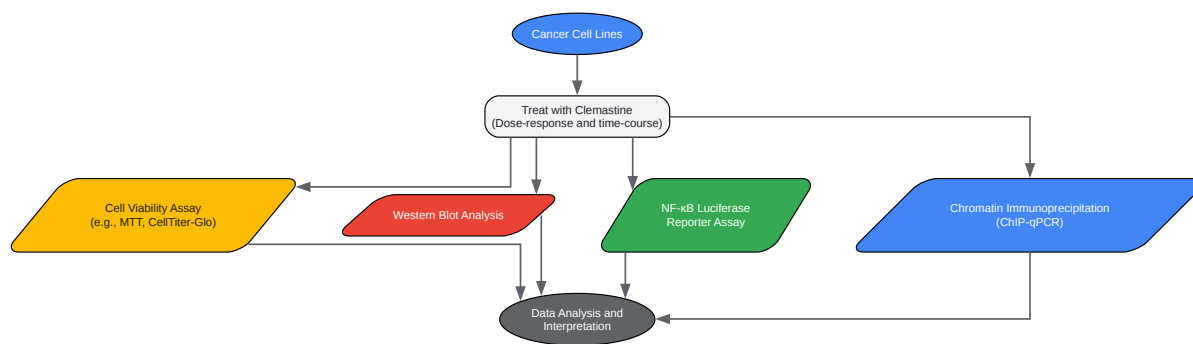 Cancer Cell Lines
Treat with Clemastine
(Dose-response and time-course)
Cell Viability Assay
(e.g., MTT, CellTiter-Glo)
Western Blot Analysis
NF-κB Luciferase
Reporter Assay
Chromatin Immunoprecipitation
(ChIP-qPCR)
Data Analysis and
Interpretation